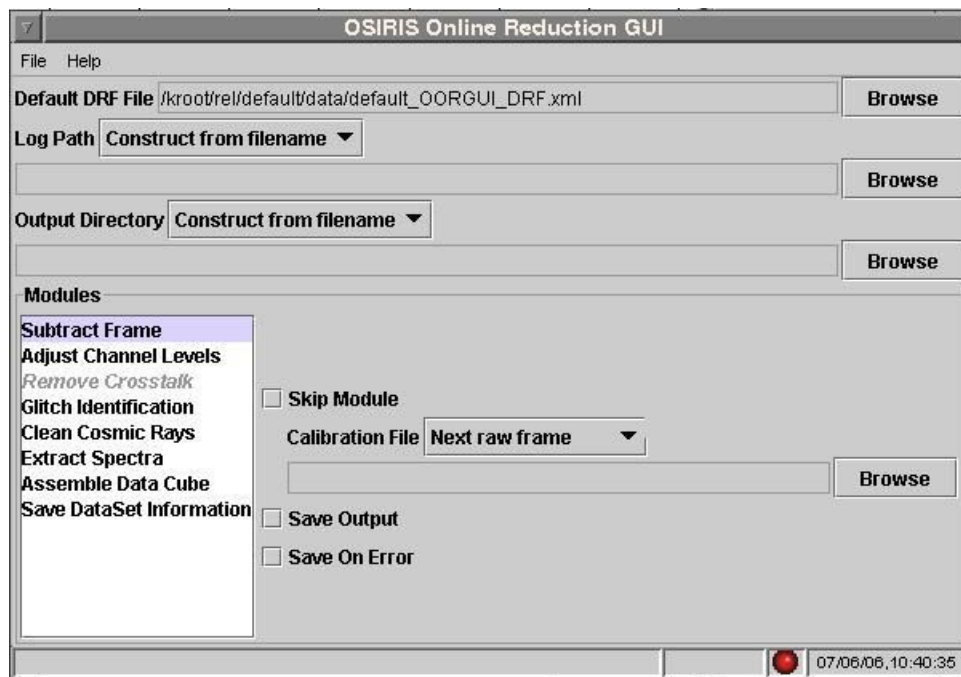 OSIRIS Online Reduction GUI
File Help
Default DRF File /kroot/rel/default/data/default_OORGUI_DRF.xml Browse
Log Path Construct from filename
Browse
Output Directory Construct from filename
Browse
Modules
Subtract Frame
Adjust Channel Levels
Remove Crosstalk
Glitch Identification
Clean Cosmic Rays
Extract Spectra
Assemble Data Cube
Save DataSet Information
Skip Module
Calibration File Next raw frame
Browse
Save Output
Save On Error
07/06/06,10:40:35